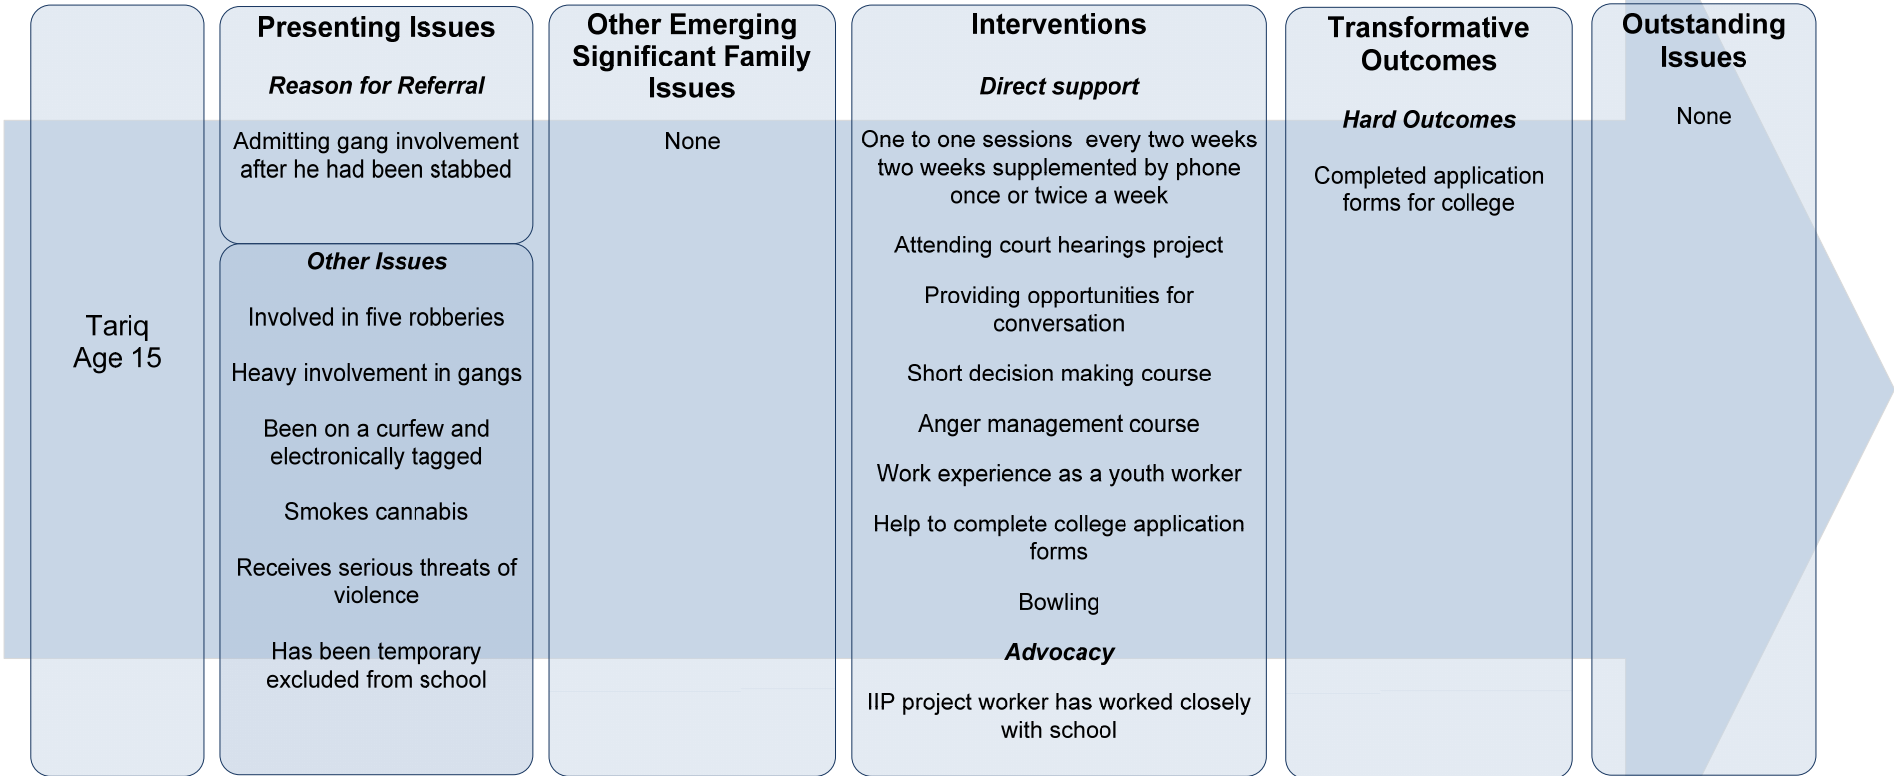 Tariq
Age 15
Presenting Issues
Reason for Referral
Admitting gang involvement
after he had been stabbed
Other Issues
Involved in five robberies
Heavy involvement in gangs
Been on a curfew and
electronically tagged
Smokes cannabis
Receives serious threats of
violence
Has been temporary
excluded from school
Other Emerging
Significant Family
Issues
None
Interventions
Direct support
One to one sessions every two weeks
two weeks supplemented by phone
once or twice a week
Attending court hearings project
Providing opportunities for
conversation
Short decision making course
Anger management course
Work experience as a youth worker
Help to complete college application
forms
Bowling
Advocacy
IIP project worker has worked closely
with school
Transformative
Outcomes
Hard Outcomes
Completed application
forms for college
Outstanding
Issues
None